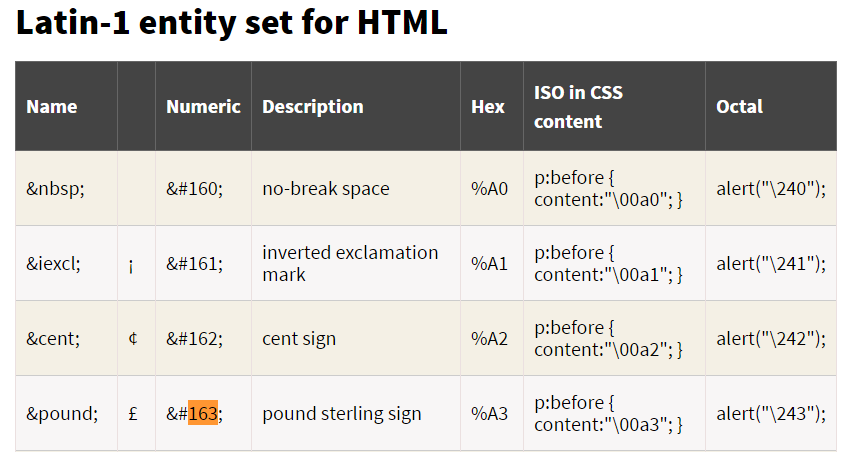 Latin-1 entity set for HTML
Name Numeric Description Hex ISO in CSS content Octal
&nbsp; &#160; no-break space %A0 p:before { content:"\00a0"; } alert("\240");
&iexcl; ¡ &#161; inverted exclamation mark %A1 p:before { content:"\00a1"; } alert("\241");
&cent; ¢ &#162; cent sign %A2 p:before { content:"\00a2"; } alert("\242");
&pound; £ &#163; pound sterling sign %A3 p:before { content:"\00a3"; } alert("\243");